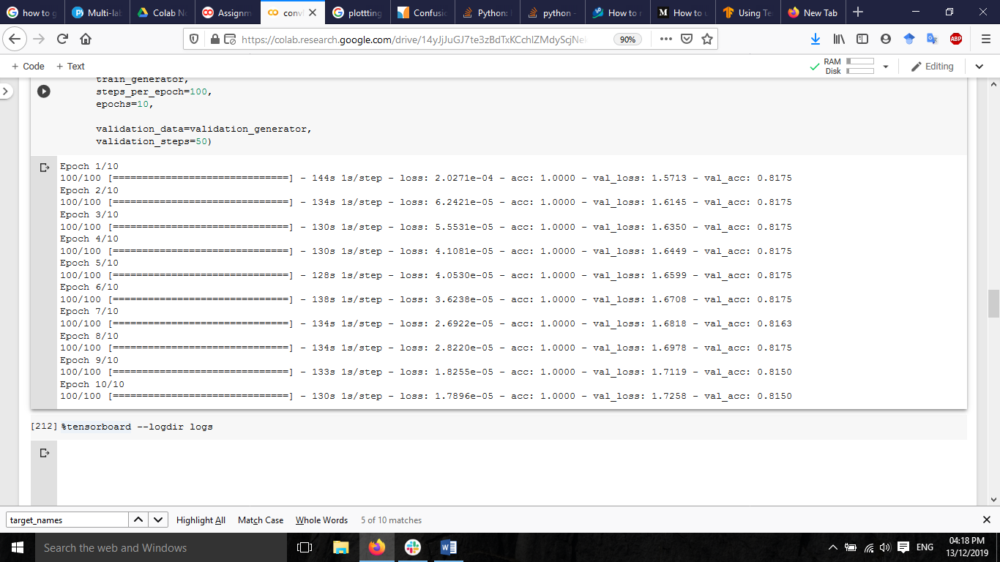 how to g
Multi-lab
Colab No
Assignm
conv
plottting
Confusio
Python:
python -
How to r
How to u
Using Te
New Tab
https://colab.research.google.com/drive/14yJjJuGJ7te3zBdTxKCchlZMdyScjNe
90%
ABP
+ Code + Text
RAM
Disk
Editing
train_generator,
steps_per_epoch=100,
epochs=10,
validation_data=validation_generator,
validation_steps=50)
Epoch 1/10
100/100 [==============================] - 144s 1s/step - loss: 2.0271e-04 - acc: 1.0000 - val_loss: 1.5713 - val_acc: 0.8175
Epoch 2/10
100/100 [==============================] - 134s 1s/step - loss: 6.2421e-05 - acc: 1.0000 - val_loss: 1.6145 - val_acc: 0.8175
Epoch 3/10
100/100 [==============================] - 130s 1s/step - loss: 5.5531e-05 - acc: 1.0000 - val_loss: 1.6350 - val_acc: 0.8175
Epoch 4/10
100/100 [==============================] - 130s 1s/step - loss: 4.1081e-05 - acc: 1.0000 - val_loss: 1.6449 - val_acc: 0.8175
Epoch 5/10
100/100 [==============================] - 128s 1s/step - loss: 4.0530e-05 - acc: 1.0000 - val_loss: 1.6599 - val_acc: 0.8175
Epoch 6/10
100/100 [==============================] - 138s 1s/step - loss: 3.6238e-05 - acc: 1.0000 - val_loss: 1.6708 - val_acc: 0.8175
Epoch 7/10
100/100 [==============================] - 134s 1s/step - loss: 2.6922e-05 - acc: 1.0000 - val_loss: 1.6818 - val_acc: 0.8163
Epoch 8/10
100/100 [==============================] - 134s 1s/step - loss: 2.8220e-05 - acc: 1.0000 - val_loss: 1.6978 - val_acc: 0.8175
Epoch 9/10
100/100 [==============================] - 133s 1s/step - loss: 1.8255e-05 - acc: 1.0000 - val_loss: 1.7119 - val_acc: 0.8150
Epoch 10/10
100/100 [==============================] - 130s 1s/step - loss: 1.7896e-05 - acc: 1.0000 - val_loss: 1.7258 - val_acc: 0.8150
[212] %tensorboard --logdir logs
target_names
Highlight All Match Case Whole Words 5 of 10 matches
Search the web and Windows
ENG
04:18 PM
13/12/2019